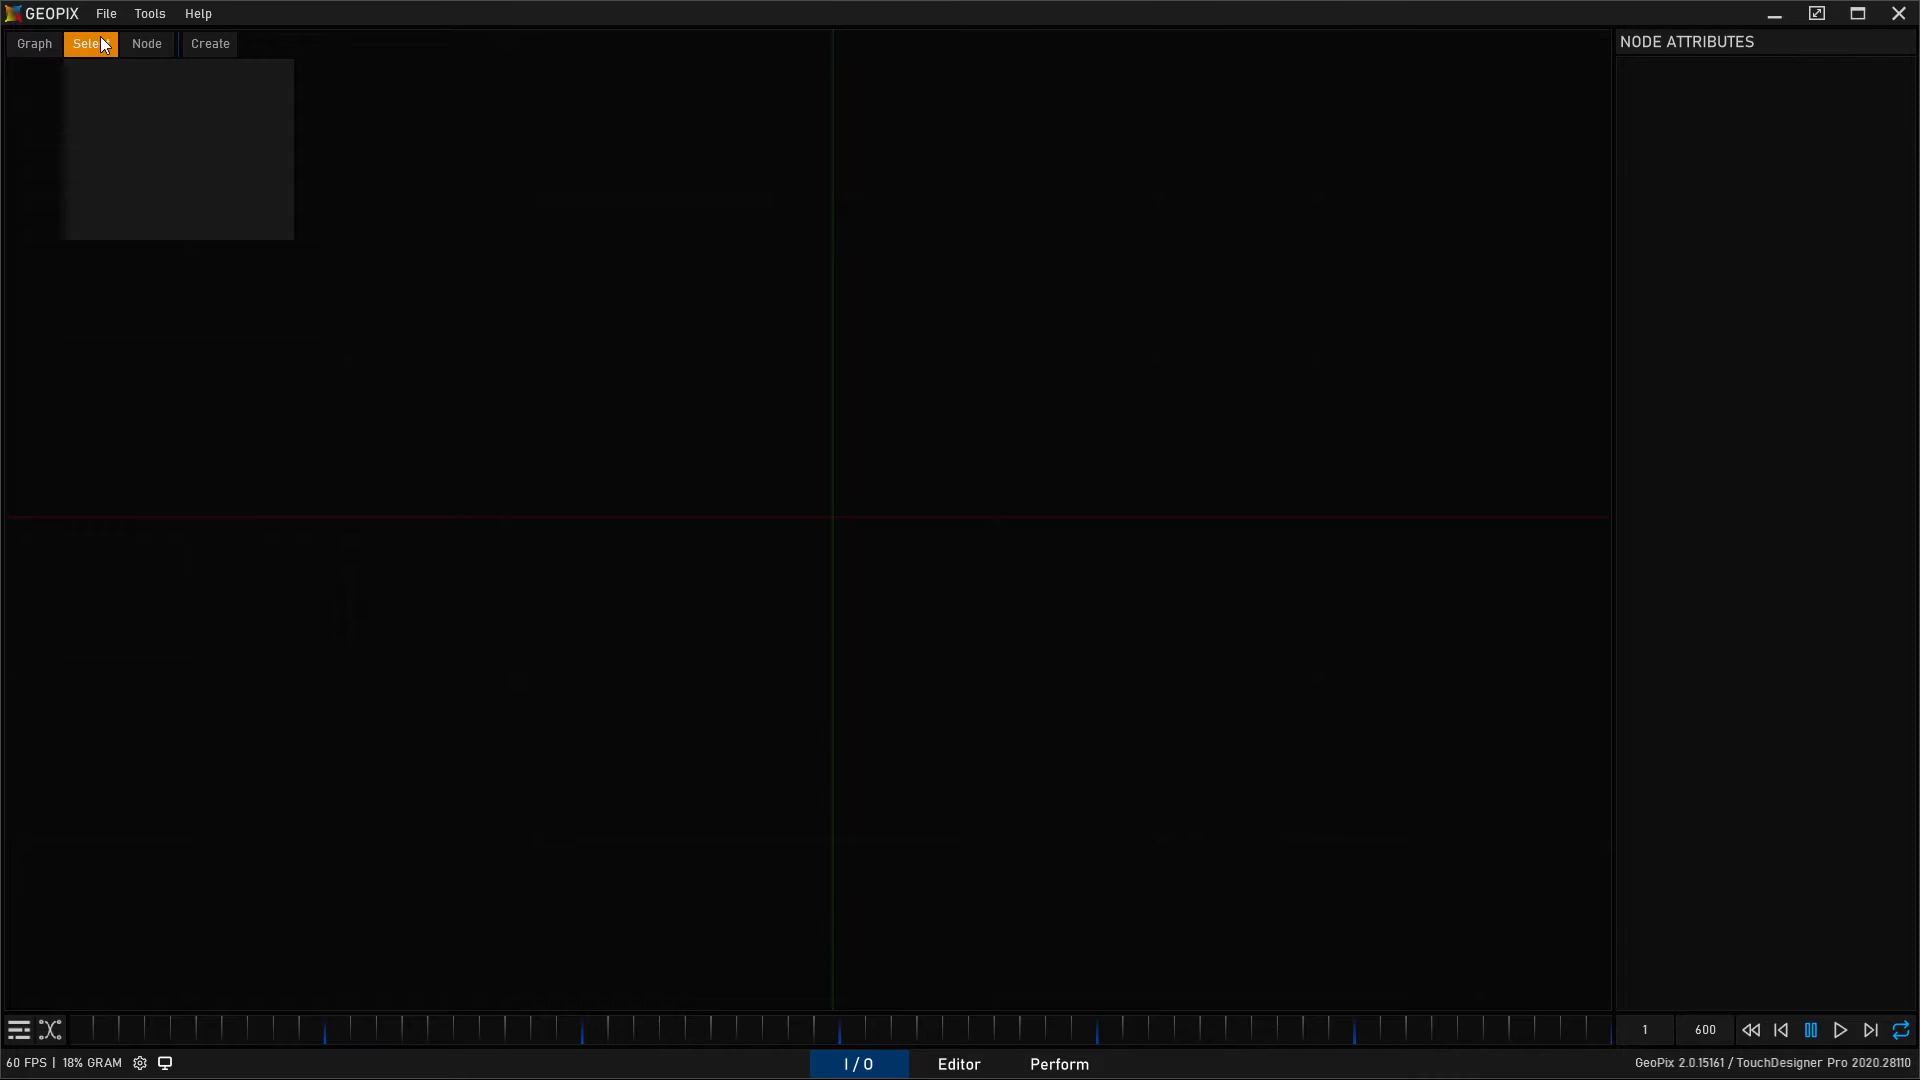 GEOPIX File Tools Help
Graph Select Node Create
NODE ATTRIBUTES
1 600
60 FPS | 18% GRAM
I / O Editor Perform
GeoPix 2.0.15161 / TouchDesigner Pro 2020.28110